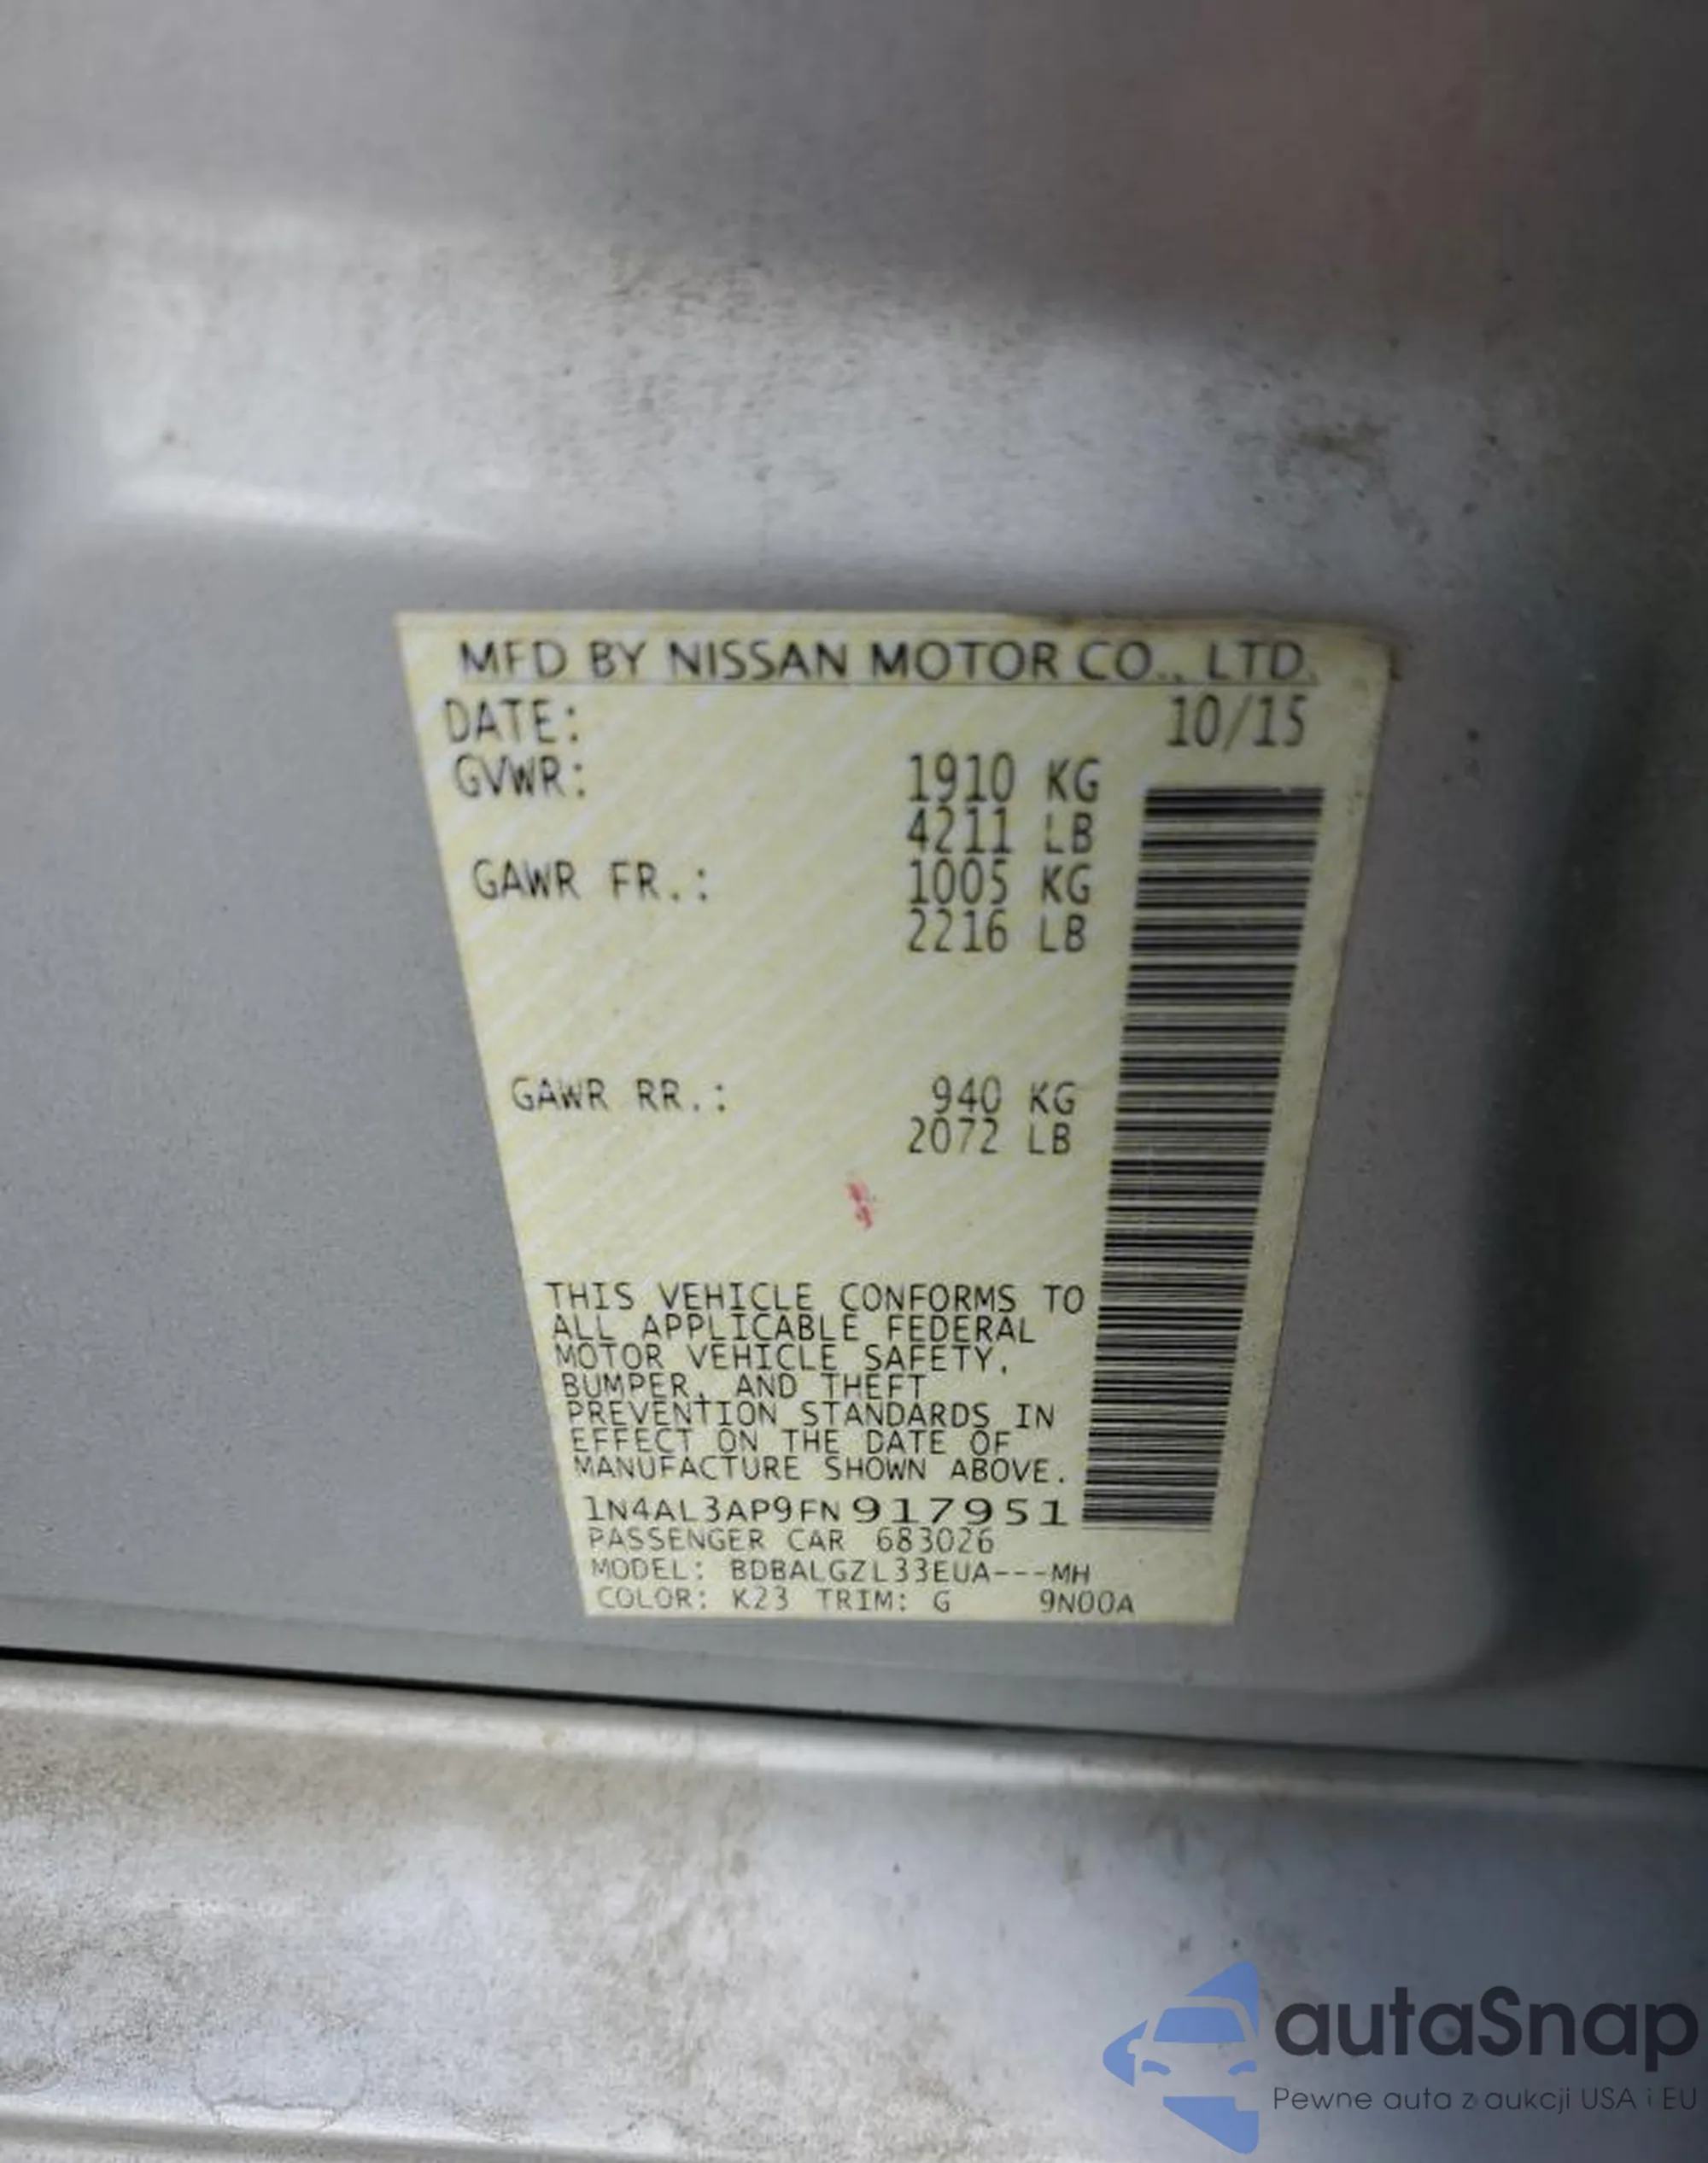 MFD BY NISSAN MOTOR CO., LTD.
DATE: 10/15
GVWR: 1910 KG
4211 LB
GAWR FR.: 1005 KG
2216 LB
GAWR RR.: 940 KG
2072 LB
THIS VEHICLE CONFORMS TO
ALL APPLICABLE FEDERAL
MOTOR VEHICLE SAFETY,
BUMPER, AND THEFT
PREVENTION STANDARDS IN
EFFECT ON THE DATE OF
MANUFACTURE SHOWN ABOVE.
1N4AL3AP9FN917951
PASSENGER CAR 683026
MODEL: BDBALGZL33EUA---MH
COLOR: K23 TRIM: G 9N00A
autaSnap
Pewne auta z aukcji USA i EU